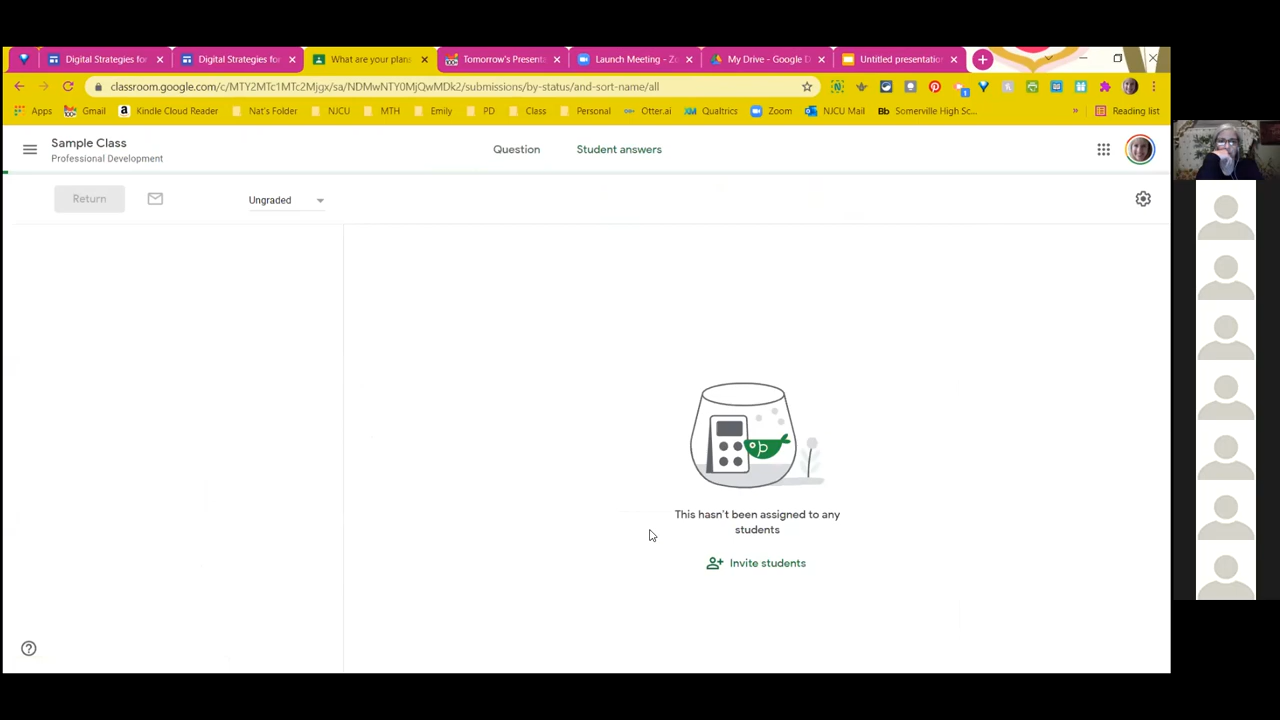 Digital Strategies for
Digital Strategies for
What are your plans
Tomorrow's Presenta
Launch Meeting - Zo
My Drive - Google D
Untitled presentation
classroom.google.com/c/MTY2MTc1MTc2Mjgx/sa/NDMwNTY0MjQwMDk2/submissions/by-status/and-sort-name/all
Apps
Gmail
Kindle Cloud Reader
Nat's Folder
NJCU
MTH
Emily
PD
Class
Personal
Otter.ai
Qualtrics
Zoom
NJCU Mail
Bb
Somerville High Sc...
»
Reading list
Sample Class
Professional Development
Question
Student answers
Return
Ungraded
This hasn't been assigned to any
students
Invite students